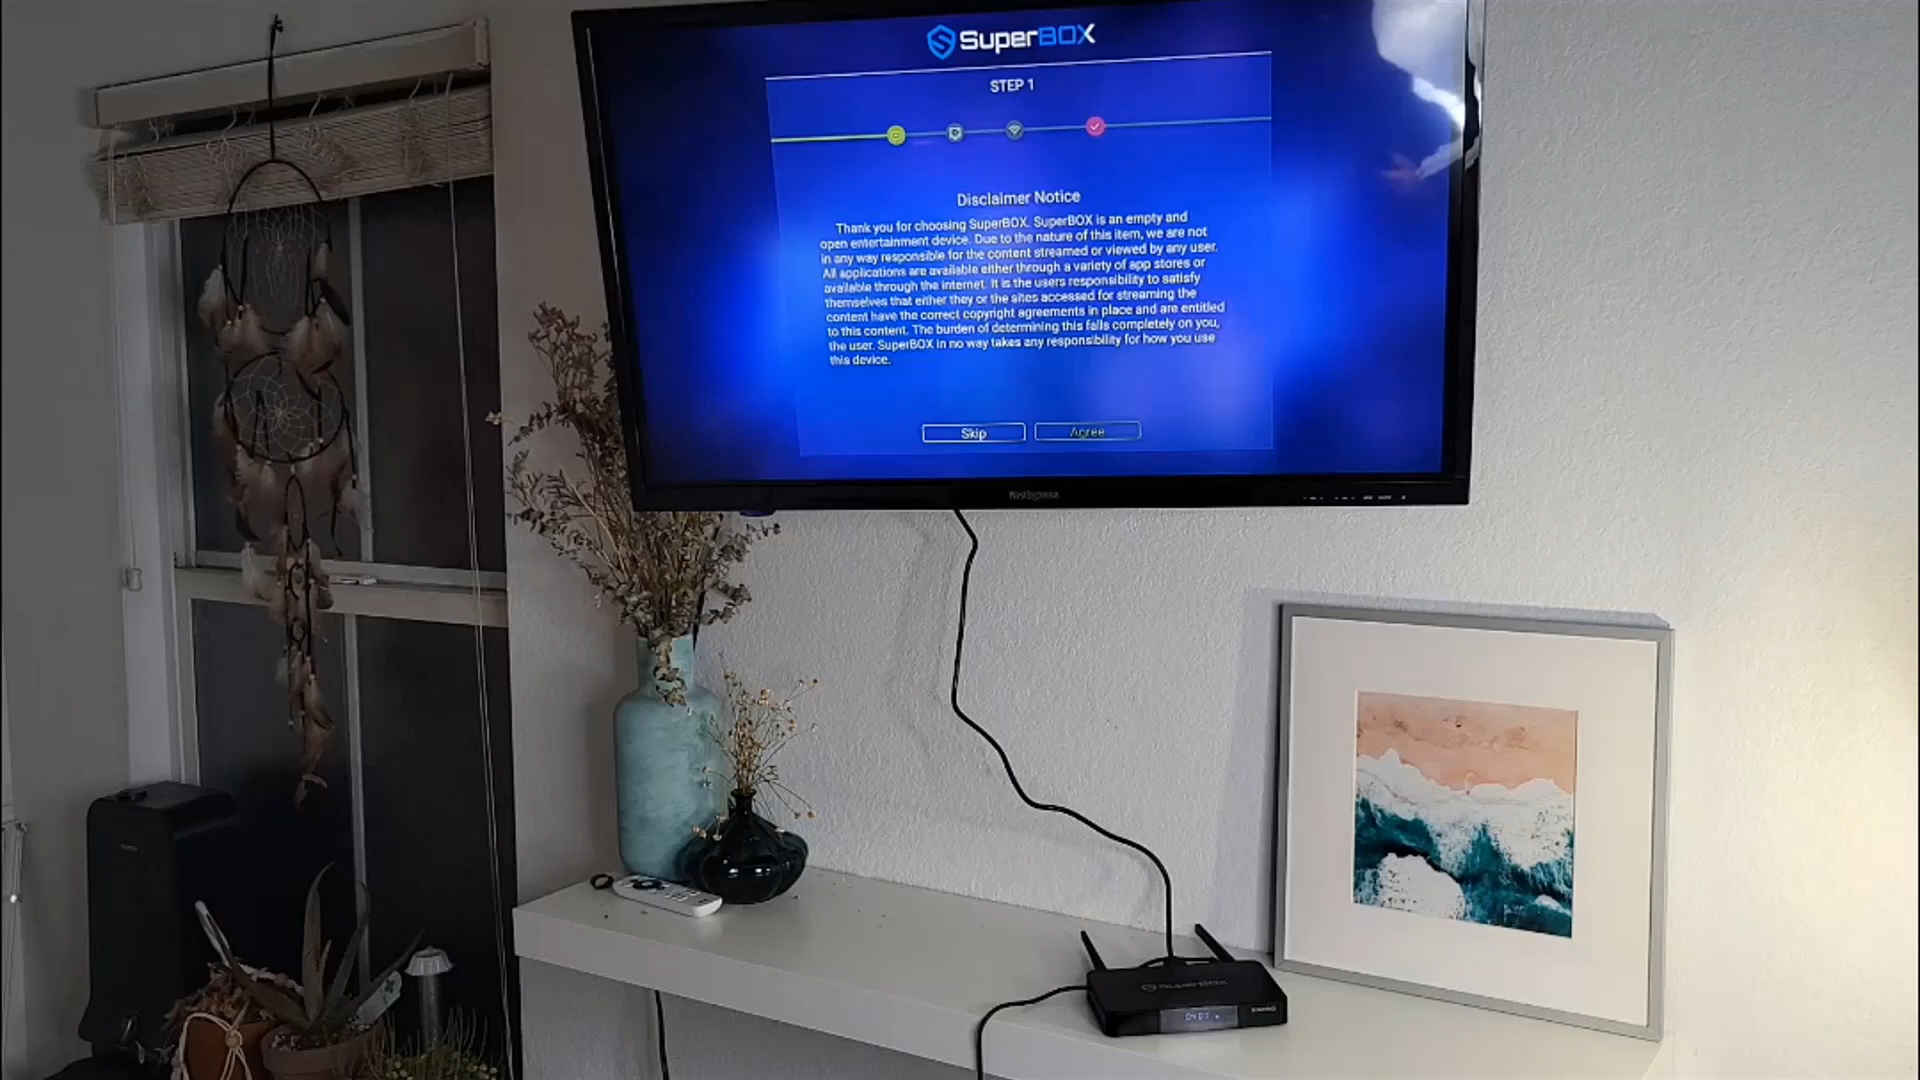 SuperBOX
STEP 1
Disclaimer Notice
Thank you for choosing SuperBOX. SuperBOX is an empty and
open entertainment device. Due to the nature of this item, we are not
in any way responsible for the content streamed or viewed by any user.
All applications are available either through a variety of app stores or
available through the internet. It is the users responsibility to satisfy
themselves that either they or the sites accessed for streaming the
content have the correct copyright agreements in place and are entitled
to this content. The burden of determining this falls completely on you,
the user. SuperBOX in no way takes any responsibility for how you use
this device.
Skip Agree
Westinghouse
SuperBOX